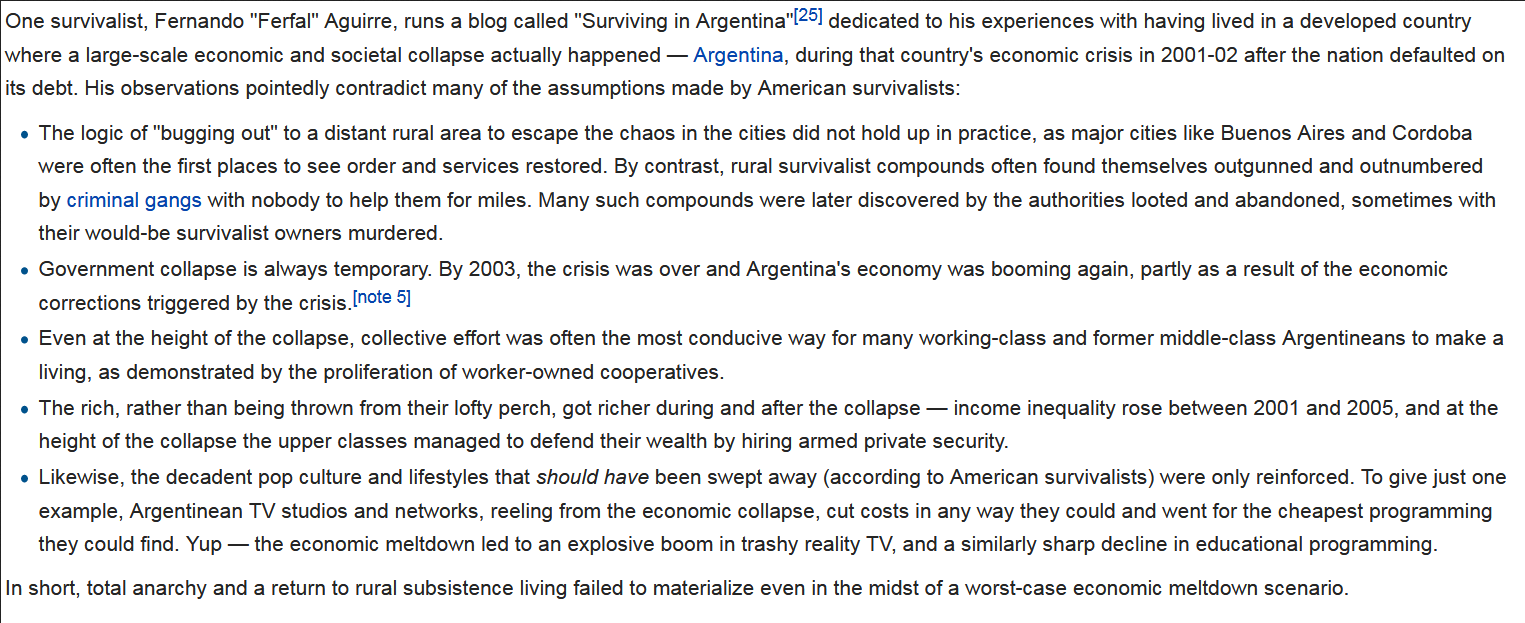 One survivalist, Fernando "Ferfal" Aguirre, runs a blog called "Surviving in Argentina"[25] dedicated to his experiences with having lived in a developed country
where a large-scale economic and societal collapse actually happened — Argentina, during that country's economic crisis in 2001-02 after the nation defaulted on
its debt. His observations pointedly contradict many of the assumptions made by American survivalists:
• The logic of "bugging out" to a distant rural area to escape the chaos in the cities did not hold up in practice, as major cities like Buenos Aires and Cordoba
were often the first places to see order and services restored. By contrast, rural survivalist compounds often found themselves outgunned and outnumbered
by criminal gangs with nobody to help them for miles. Many such compounds were later discovered by the authorities looted and abandoned, sometimes with
their would-be survivalist owners murdered.
• Government collapse is always temporary. By 2003, the crisis was over and Argentina's economy was booming again, partly as a result of the economic
corrections triggered by the crisis.[note 5]
• Even at the height of the collapse, collective effort was often the most conducive way for many working-class and former middle-class Argentineans to make a
living, as demonstrated by the proliferation of worker-owned cooperatives.
• The rich, rather than being thrown from their lofty perch, got richer during and after the collapse — income inequality rose between 2001 and 2005, and at the
height of the collapse the upper classes managed to defend their wealth by hiring armed private security.
• Likewise, the decadent pop culture and lifestyles that should have been swept away (according to American survivalists) were only reinforced. To give just one
example, Argentinean TV studios and networks, reeling from the economic collapse, cut costs in any way they could and went for the cheapest programming
they could find. Yup — the economic meltdown led to an explosive boom in trashy reality TV, and a similarly sharp decline in educational programming.
In short, total anarchy and a return to rural subsistence living failed to materialize even in the midst of a worst-case economic meltdown scenario.